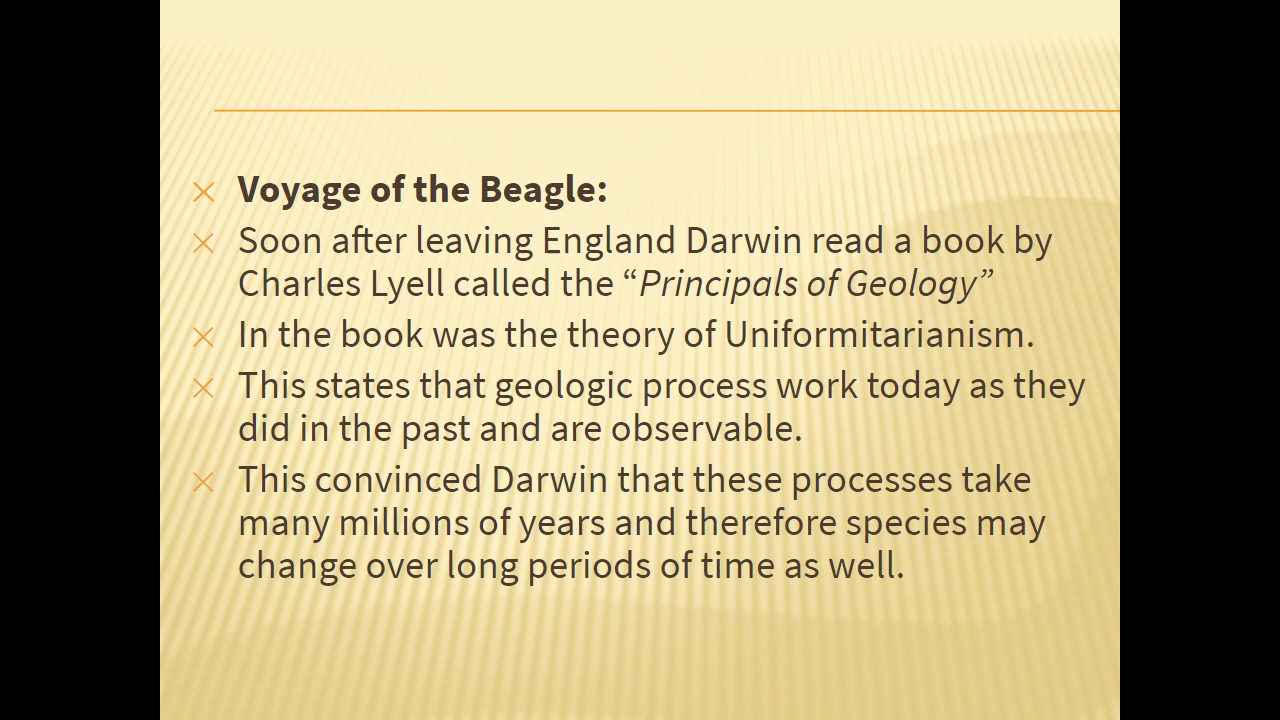 Voyage of the Beagle:
Soon after leaving England Darwin read a book by
Charles Lyell called the “Principals of Geology”
In the book was the theory of Uniformitarianism.
This states that geologic process work today as they
did in the past and are observable.
This convinced Darwin that these processes take
many millions of years and therefore species may
change over long periods of time as well.